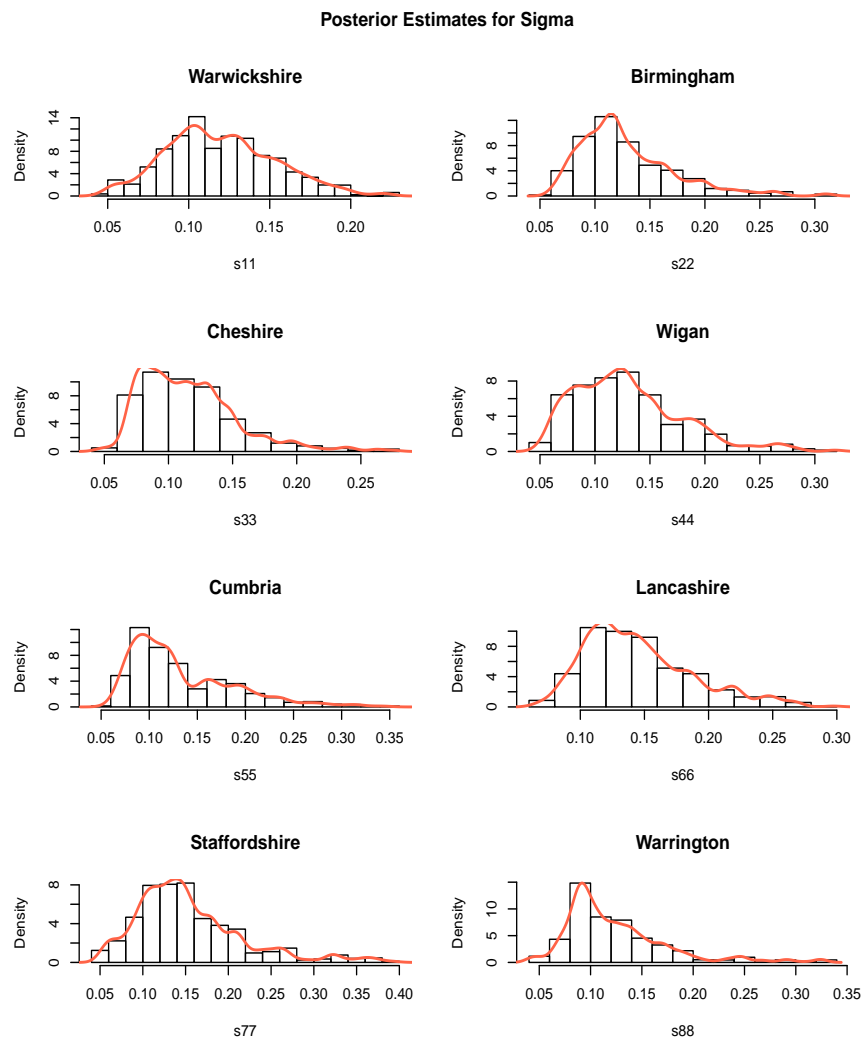 Posterior Estimates for Sigma
Warwickshire
Density
0 4 8 14
0.05 0.10 0.15 0.20
s11
Birmingham
Density
0 4 8
0.05 0.10 0.15 0.20 0.25 0.30
s22
Cheshire
Density
0 4 8
0.05 0.10 0.15 0.20 0.25
s33
Wigan
Density
0 4 8
0.05 0.10 0.15 0.20 0.25 0.30
s44
Cumbria
Density
0 4 8
0.05 0.10 0.15 0.20 0.25 0.30 0.35
s55
Lancashire
Density
0 4 8
0.10 0.15 0.20 0.25 0.30
s66
Staffordshire
Density
0 4 8
0.05 0.10 0.15 0.20 0.25 0.30 0.35 0.40
s77
Warrington
Density
0 5 10
0.05 0.10 0.15 0.20 0.25 0.30 0.35
s88